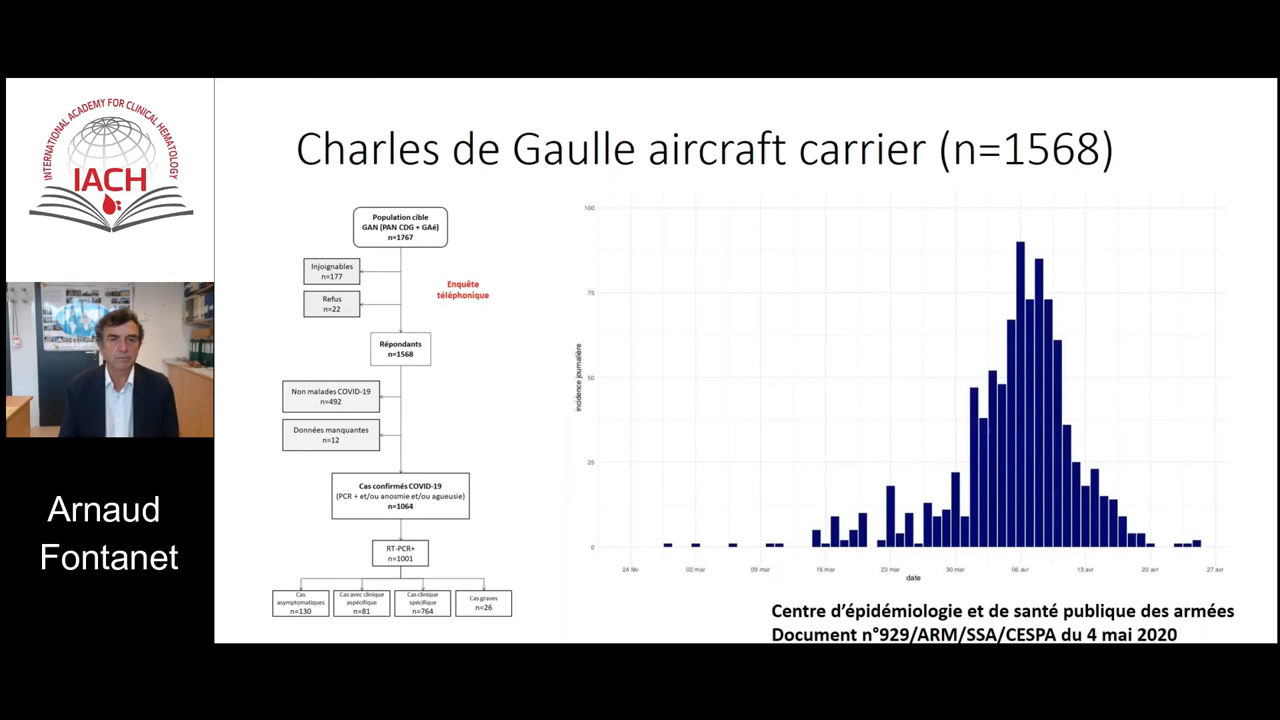 INTERNATIONAL ACADEMY FOR CLINICAL HEMATOLOGY
IACH
Arnaud
Fontanet
Charles de Gaulle aircraft carrier (n=1568)
Population cible
GAN (PAN CDG + GAé)
n=1767
Injoignables
n=177
Refus
n=22
Enquête
téléphonique
Répondants
n=1568
Non malades COVID-19
n=492
Données manquantes
n=12
Cas confirmés COVID-19
(PCR + et/ou anosmie et/ou agueusie)
n=1064
RT-PCR+
n=1001
Cas
asymptomatiques
n=130
Cas avec clinique
aspécifique
n=81
Cas clinique
spécifique
n=764
Cas graves
n=26
100
75
50
25
0
incidence journalière
24 fév
02 mar
09 mar
16 mar
23 mar
30 mar
06 avr
13 avr
20 avr
27 avr
date
Centre d'épidémiologie et de santé publique des armées
Document n°929/ARM/SSA/CESPA du 4 mai 2020